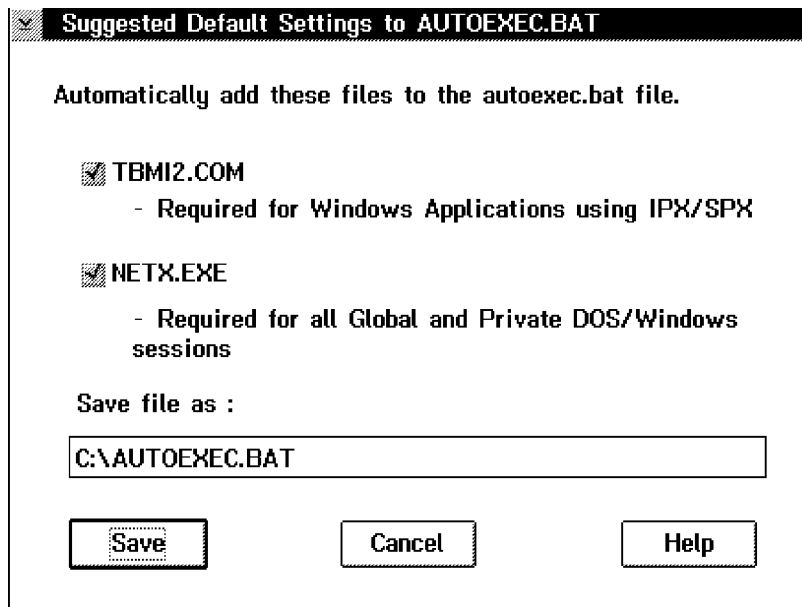 Suggested Default Settings to AUTOEXEC.BAT
Automatically add these files to the autoexec.bat file.
TBMI2.COM
- Required for Windows Applications using IPX/SPX
NETX.EXE
- Required for all Global and Private DOS/Windows
sessions
Save file as :
C:\AUTOEXEC.BAT
Save Cancel Help